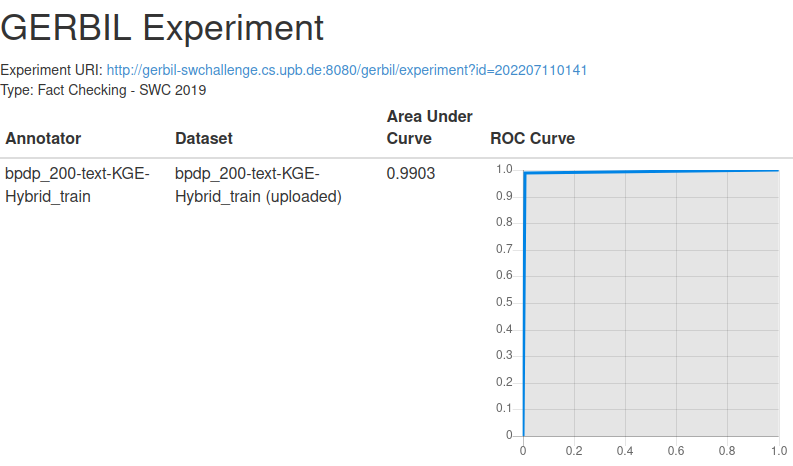 GERBIL Experiment
Experiment URI: http://gerbil-swchallenge.cs.upb.de:8080/gerbil/experiment?id=202207110141
Type: Fact Checking - SWC 2019
Annotator
Dataset
Area Under
Curve
ROC Curve
bpdp_200-text-KGE-
Hybrid_train
bpdp_200-text-KGE-
Hybrid_train (uploaded)
0.9903
1.0
0.9
0.8
0.7
0.6
0.5
0.4
0.3
0.2
0.1
0
0 0.2 0.4 0.6 0.8 1.0